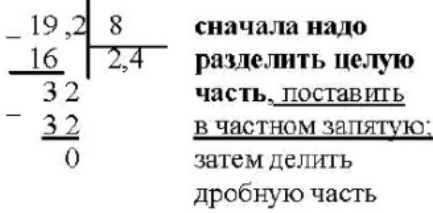 _ 19,2 8 сначала надо
16 2,4 разделить целую
3 2 часть, поставить
_ 3 2 в частном запятую;
0 затем делить
дробную часть